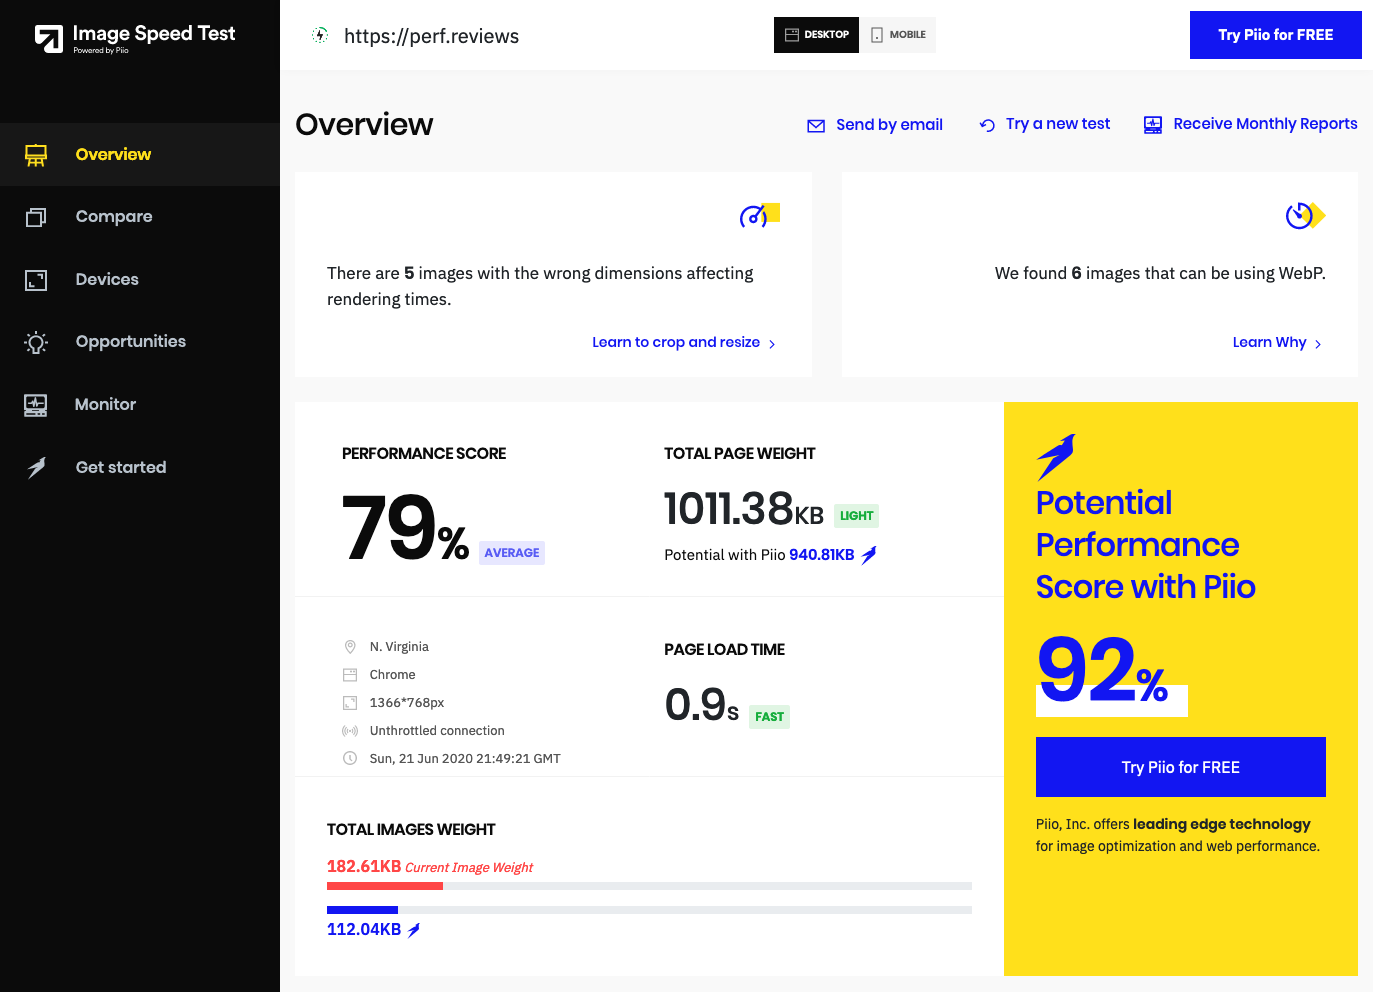 Image Speed Test
Powered by Piio
https://perf.reviews
DESKTOP
MOBILE
Try Piio for FREE
Overview
Compare
Devices
Opportunities
Monitor
Get started
Overview
Send by email
Try a new test
Receive Monthly Reports
There are 5 images with the wrong dimensions affecting
rendering times.
Learn to crop and resize
We found 6 images that can be using WebP.
Learn Why
PERFORMANCE SCORE
79% AVERAGE
TOTAL PAGE WEIGHT
1011.38KB LIGHT
Potential with Piio 940.81KB
N. Virginia
Chrome
1366*768px
Unthrottled connection
Sun, 21 Jun 2020 21:49:21 GMT
PAGE LOAD TIME
0.9s FAST
TOTAL IMAGES WEIGHT
182.61KB Current Image Weight
112.04KB
Potential
Performance
Score with Piio
92%
Try Piio for FREE
Piio, Inc. offers leading edge technology
for image optimization and web performance.